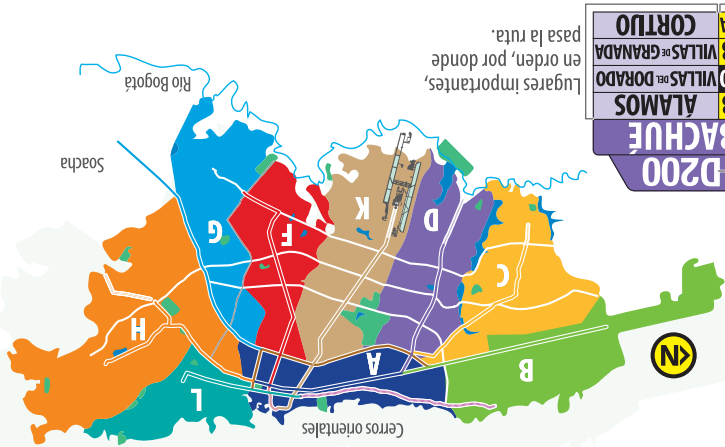 Cerros orientales
L
B
A
N
H
C
D
K
F
G
D200
BACHUÉ
ÁLAMOS
VILLAS DEL DORADO
VILLAS DE GRANADA
CORTIJO
Soacha
Río Bogotá
Lugares importantes,
en orden, por donde
pasa la ruta.